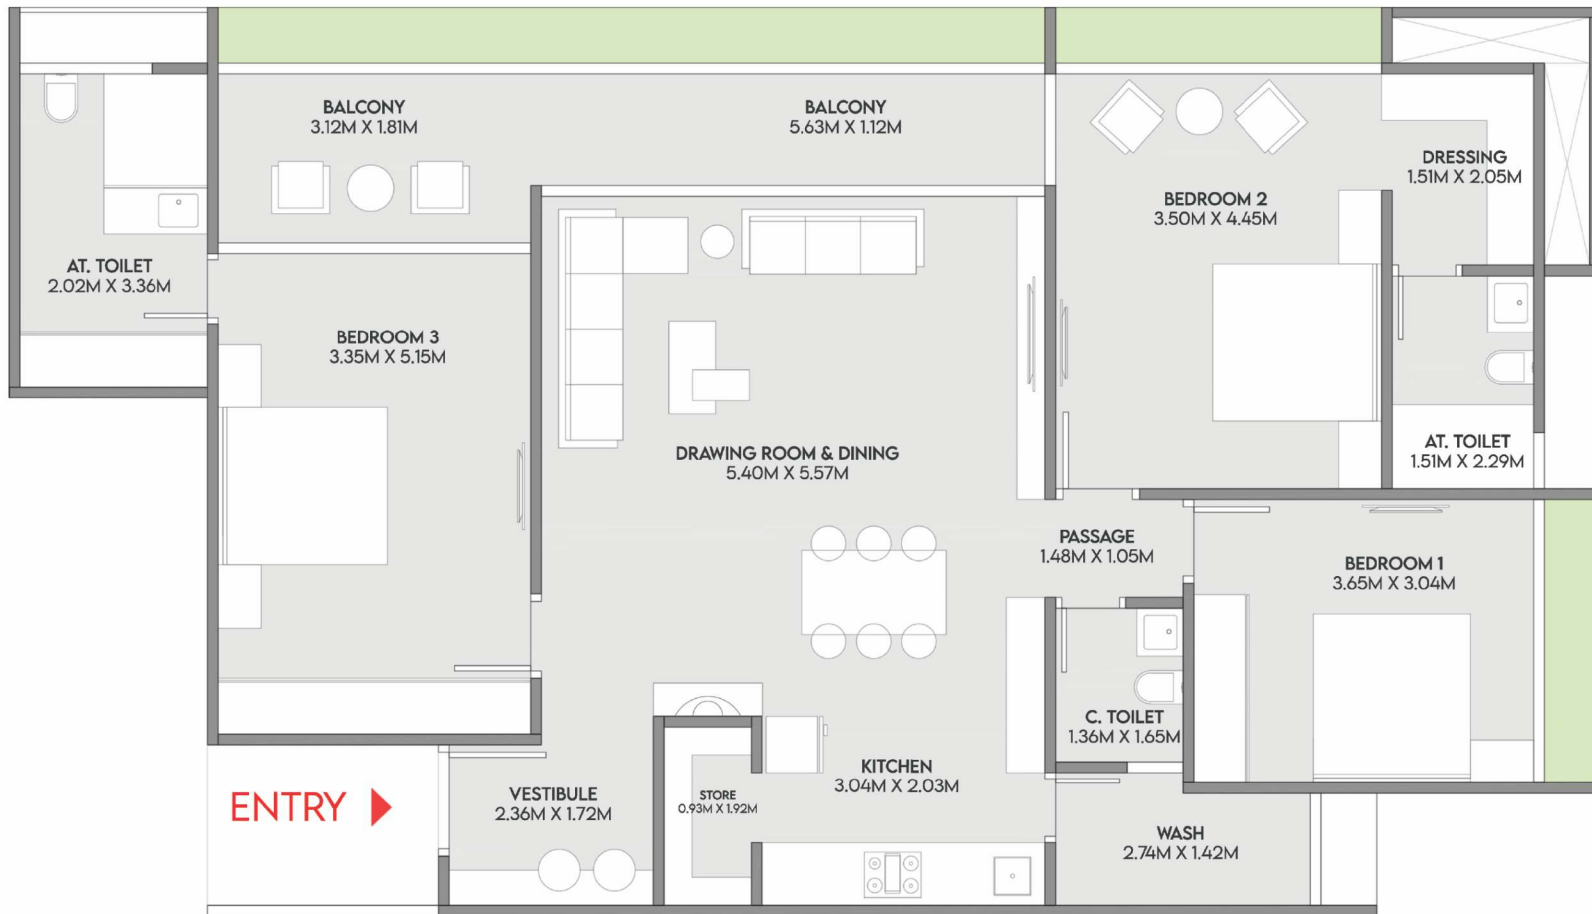 BALCONY
3.12M X 1.81M
BALCONY
5.63M X 1.12M
DRESSING
1.51M X 2.05M
BEDROOM 2
3.50M X 4.45M
AT. TOILET
2.02M X 3.36M
BEDROOM 3
3.35M X 5.15M
DRAWING ROOM & DINING
5.40M X 5.57M
AT. TOILET
1.51M X 2.29M
PASSAGE
1.48M X 1.05M
BEDROOM 1
3.65M X 3.04M
C. TOILET
1.36M X 1.65M
KITCHEN
3.04M X 2.03M
ENTRY
VESTIBULE
2.36M X 1.72M
STORE
0.93M X 1.92M
WASH
2.74M X 1.42M